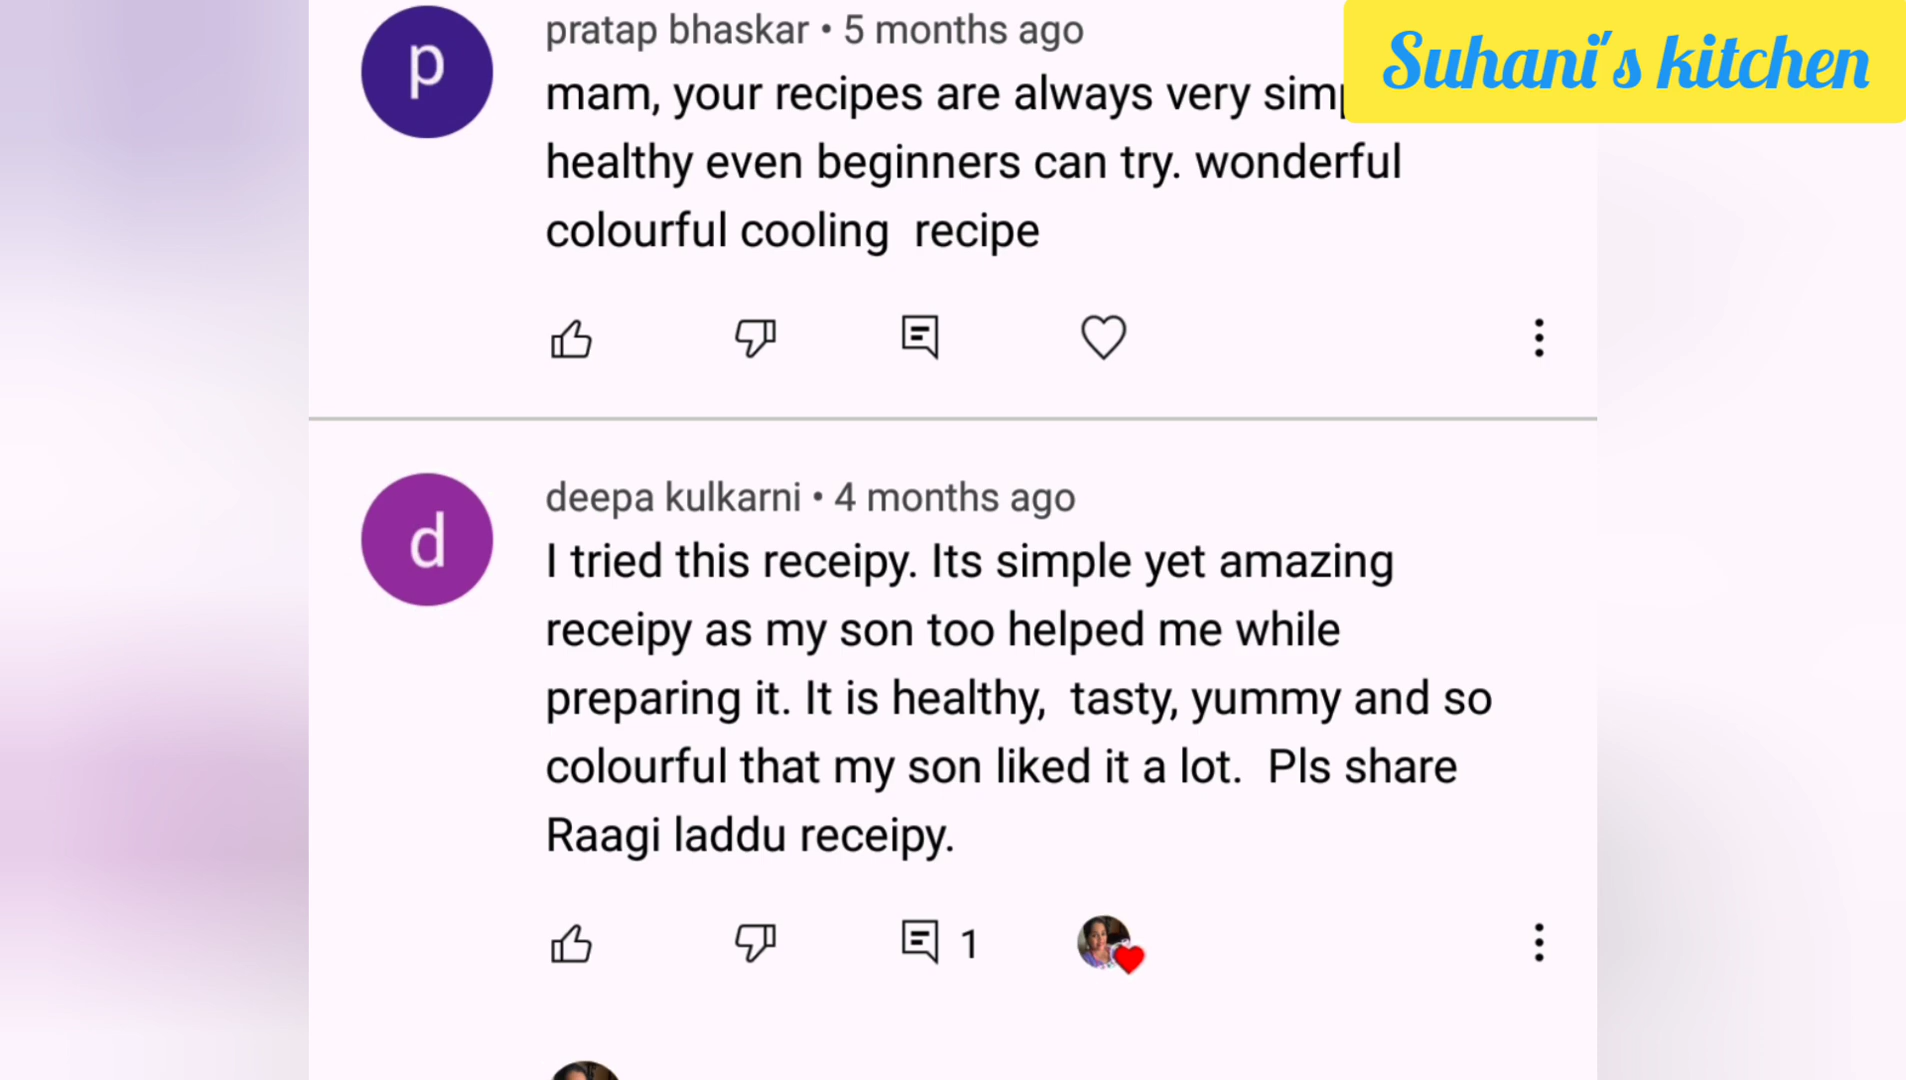 p
pratap bhaskar • 5 months ago
Suhani's kitchen
mam, your recipes are always very
healthy even beginners can try. wonderful
colourful cooling recipe
d
deepa kulkarni • 4 months ago
I tried this receipy. Its simple yet amazing
receipy as my son too helped me while
preparing it. It is healthy, tasty, yummy and so
colourful that my son liked it a lot. Pls share
Raagi laddu receipy.
1